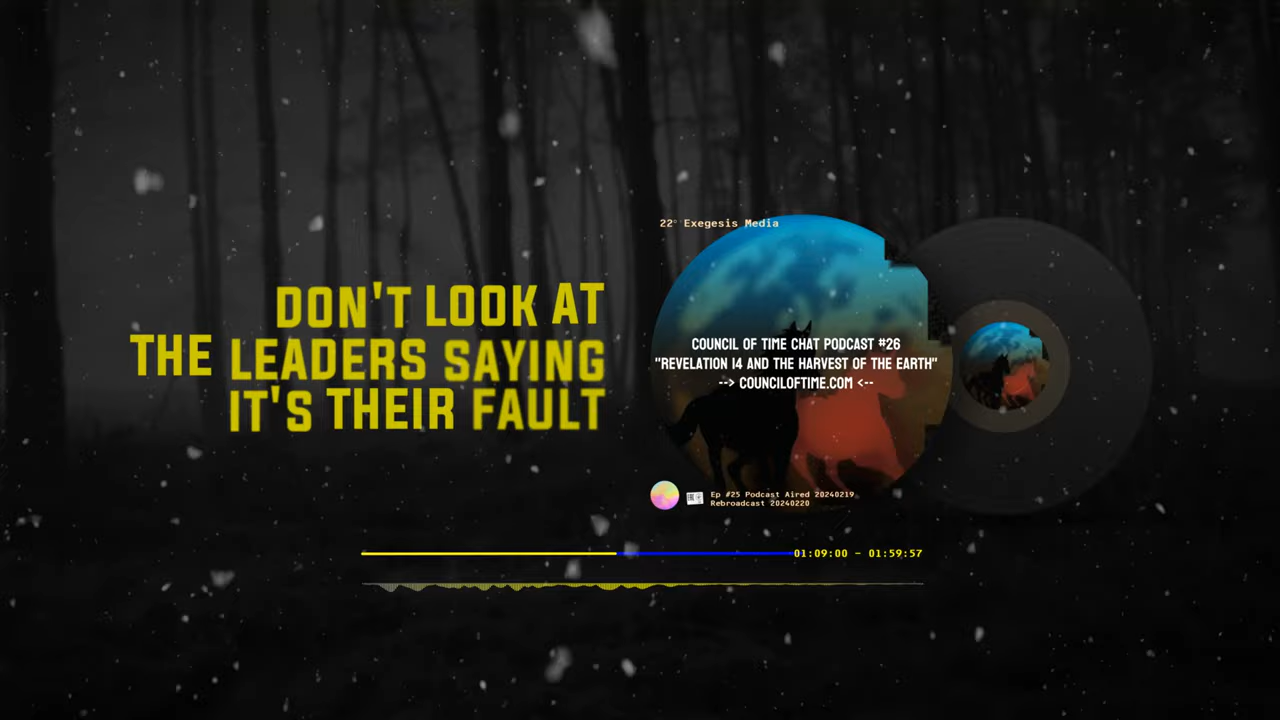 DON'T LOOK AT
THE LEADERS SAYING
IT'S THEIR FAULT
22° Exegesis Media
COUNCIL OF TIME CHAT PODCAST #26
"REVELATION 14 AND THE HARVEST OF THE EARTH"
--> COUNCILOFTIME.COM <--
Ep #25 Podcast Aired 20240219
Rebroadcast 20240220
01:09:00 - 01:59:57